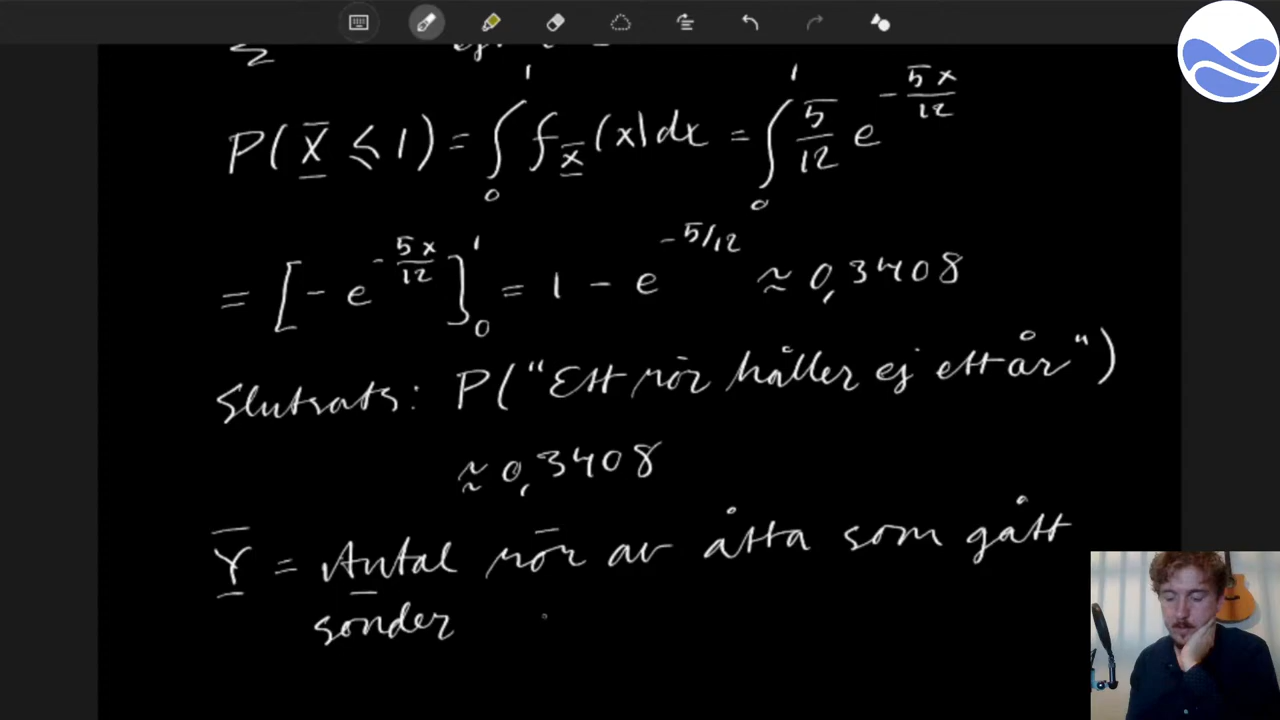 P(X ≤ 1) = ∫₀¹ f_X(x)dx = ∫₀¹ 5/12 e^(-5x/12)
= [-e^(-5x/12)]₀¹ = 1 - e^(-5/12) ≈ 0,3408
Slutsats: P("Ett rör håller ej ett år")
≈ 0,3408
Y = Antal rör av åtta som gått
sönder